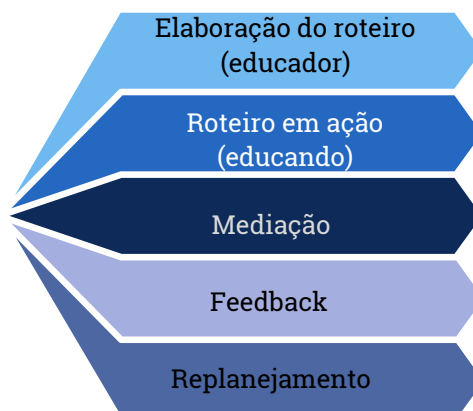 Elaboração do roteiro
(educador)
Roteiro em ação
(educando)
Mediação
Feedback
Replanejamento